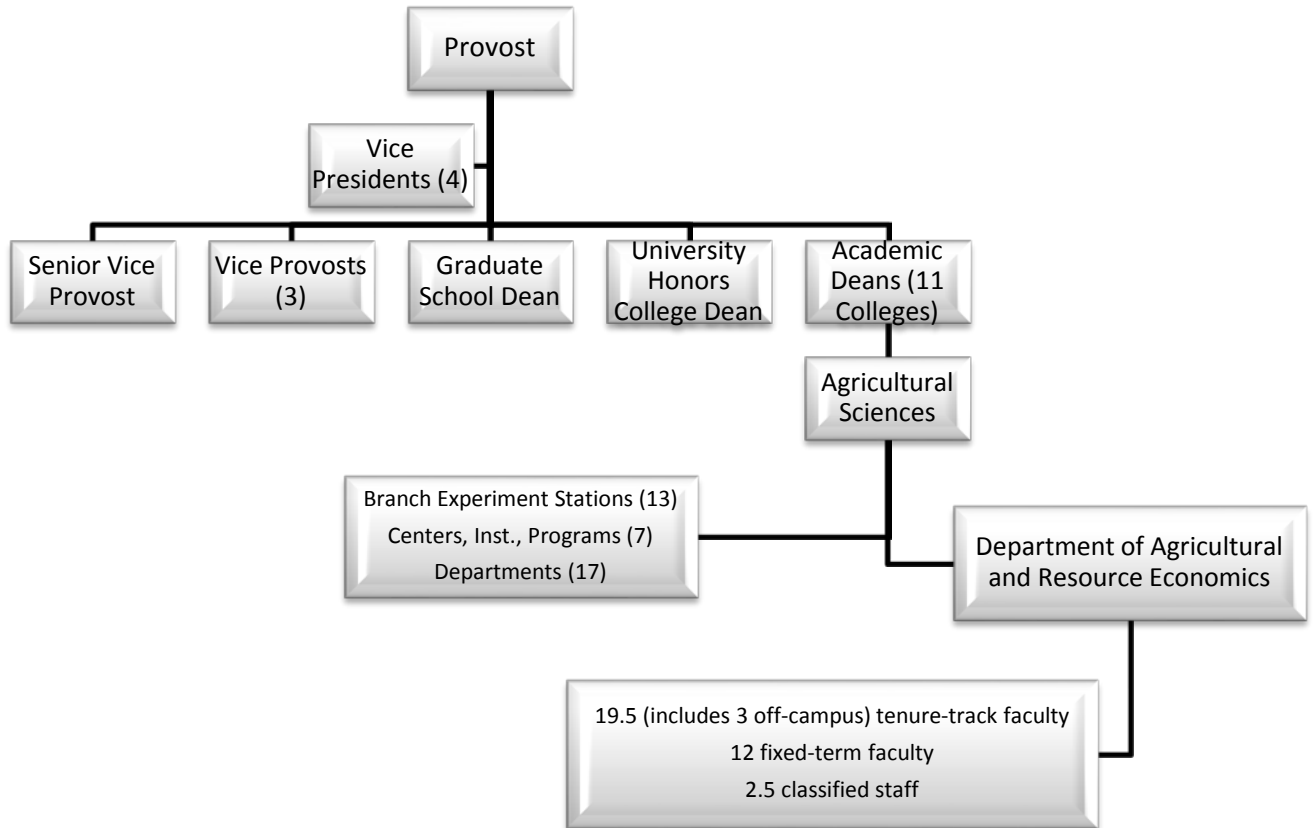 Provost
Vice
Presidents (4)
Senior Vice
Provost
Vice Provosts
(3)
Graduate
School Dean
University
Honors
College Dean
Academic
Deans (11
Colleges)
Agricultural
Sciences
Branch Experiment Stations (13)
Centers, Inst., Programs (7)
Departments (17)
Department of Agricultural
and Resource Economics
19.5 (includes 3 off-campus) tenure-track faculty
12 fixed-term faculty
2.5 classified staff